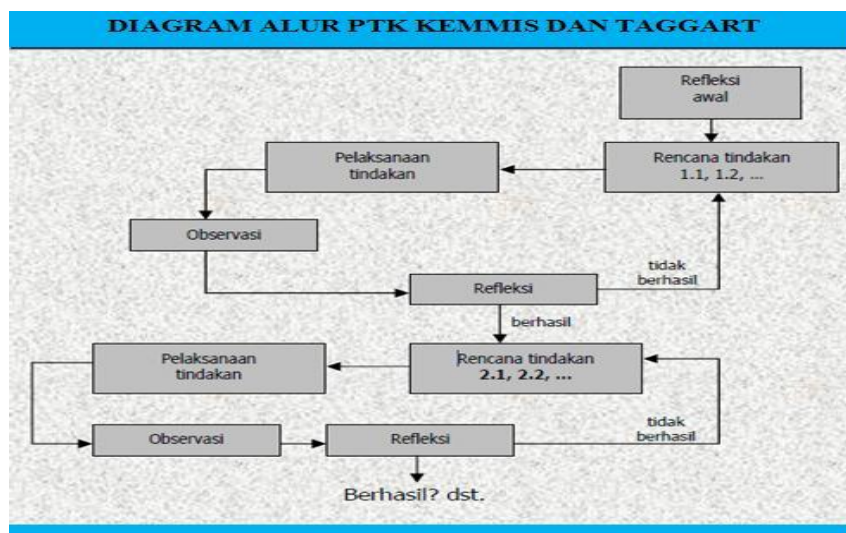 DIAGRAM ALUR PTK KEMMIS DAN TAGGART
Refleksi
awal
Rencana tindakan
1.1, 1.2, ...
Pelaksanaan
tindakan
Observasi
Refleksi
tidak
berhasil
berhasil
Rencana tindakan
2.1, 2.2, ...
Pelaksanaan
tindakan
Observasi
Refleksi
tidak
berhasil
Berhasil? dst.